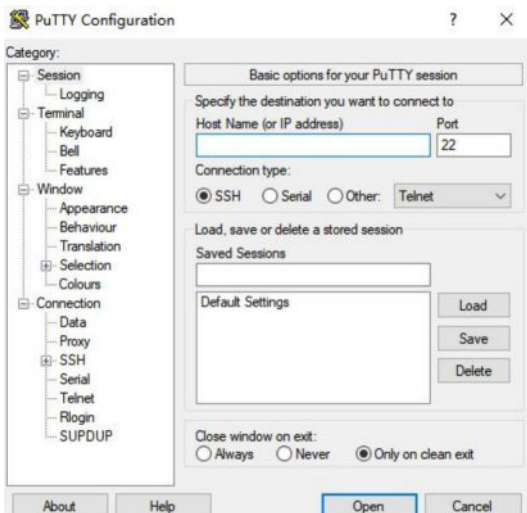 PuTTY Configuration
?
Category:
Session
Logging
Terminal
Keyboard
Bell
Features
Window
Appearance
Behaviour
Translation
Selection
Colours
Connection
Data
Proxy
SSH
Serial
Telnet
Rlogin
SUPDUP
Basic options for your PuTTY session
Specify the destination you want to connect to
Host Name (or IP address) Port
22
Connection type:
SSH Serial Other: Telnet
Load, save or delete a stored session
Saved Sessions
Default Settings
Load
Save
Delete
Close window on exit:
Always Never Only on clean exit
About Help Open Cancel